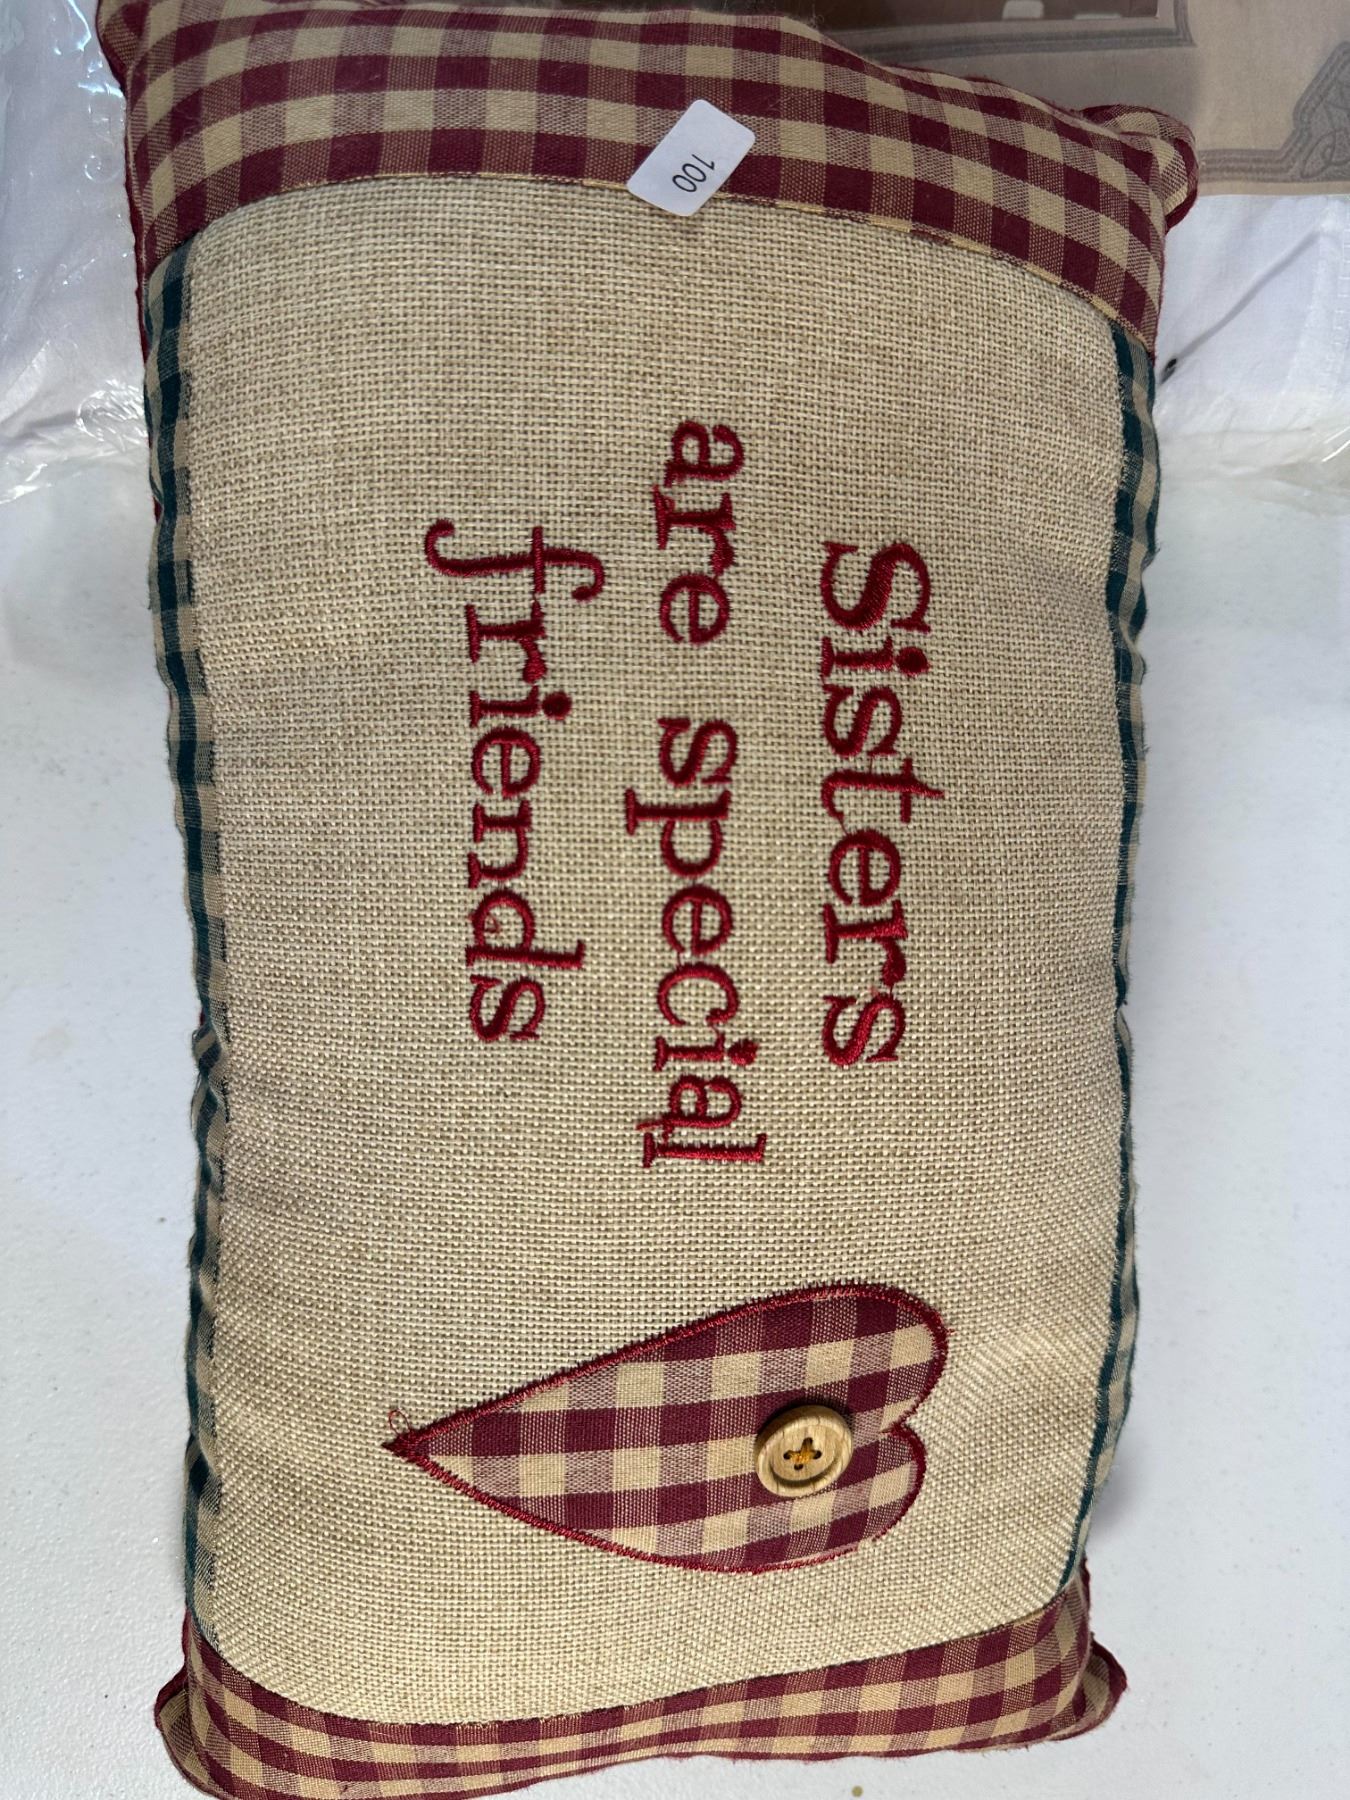 100
Sisters
are special
friends